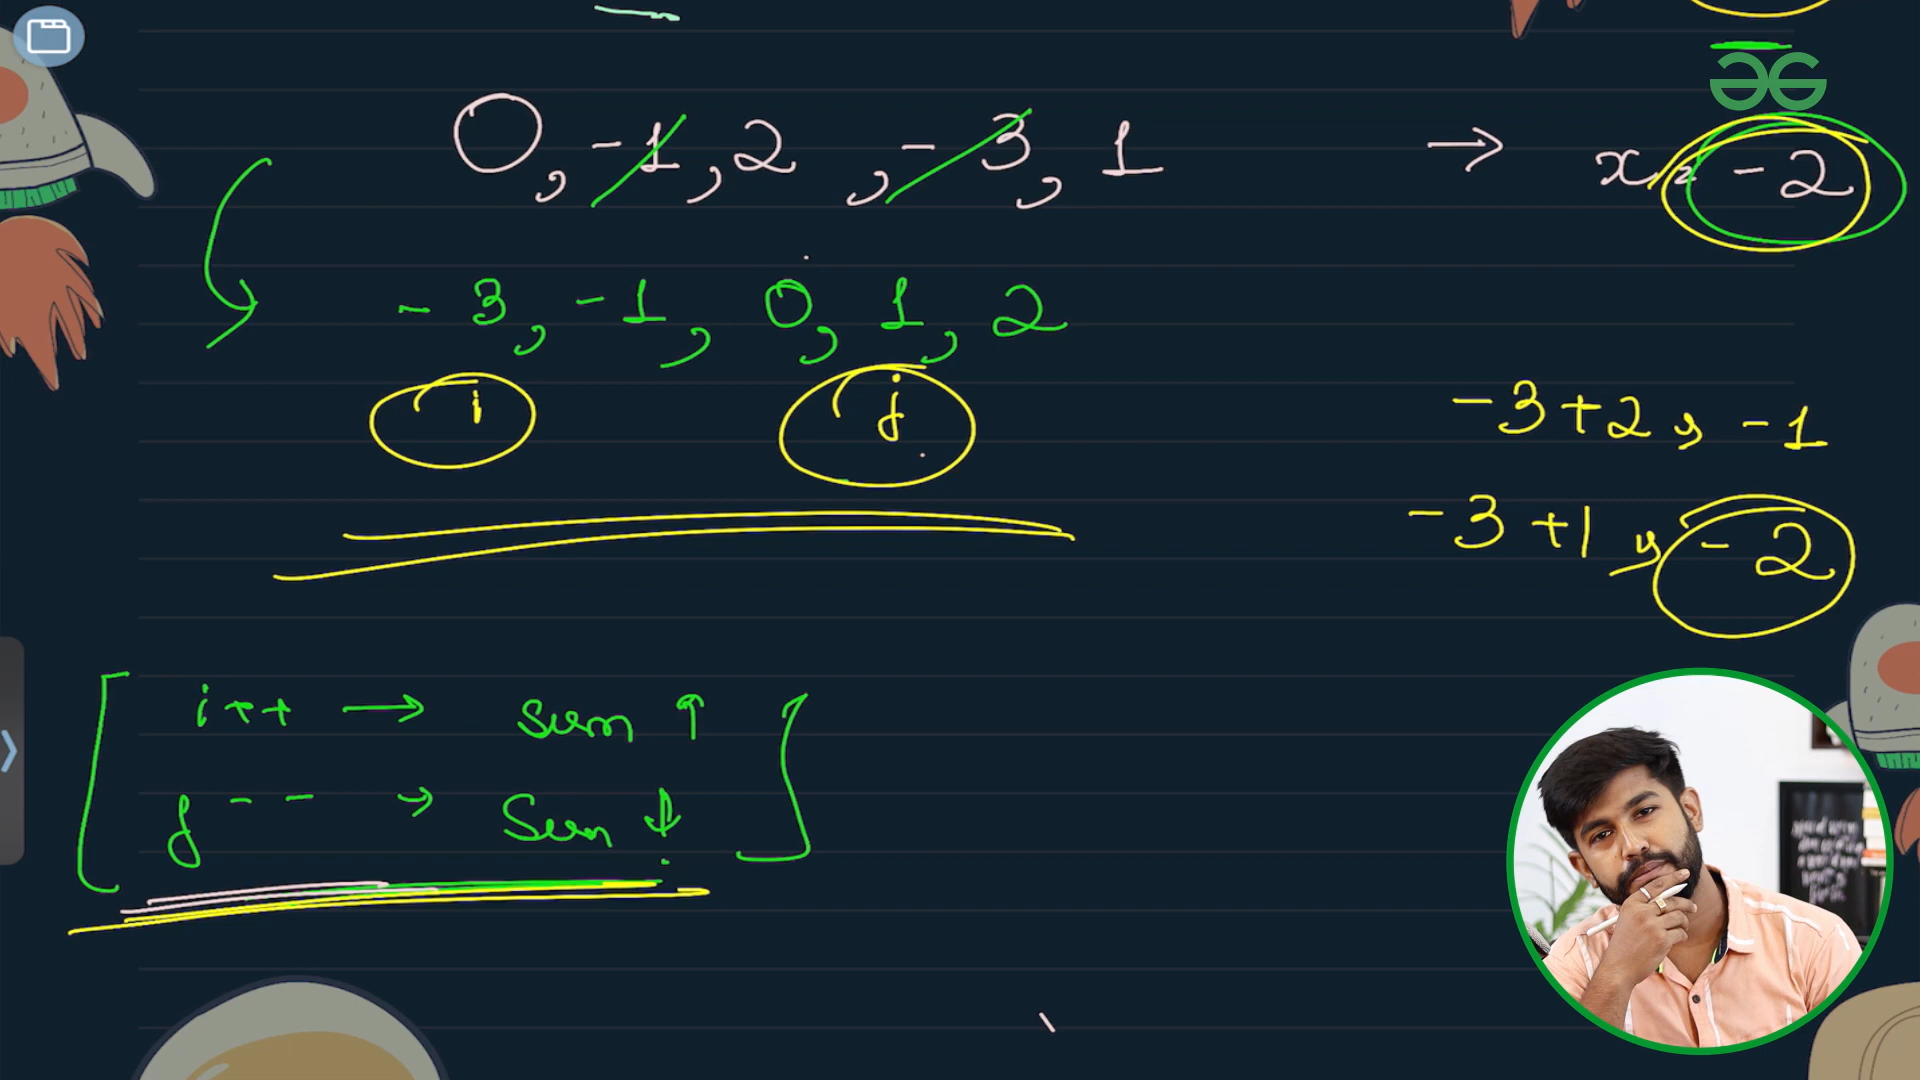 0, -1, 2, -3, 1 → x = -2
-3, -1, 0, 1, 2
i j
-3+2 = -1
-3+1 = -2
i++ → Sum ↑
j-- → Sum ↓